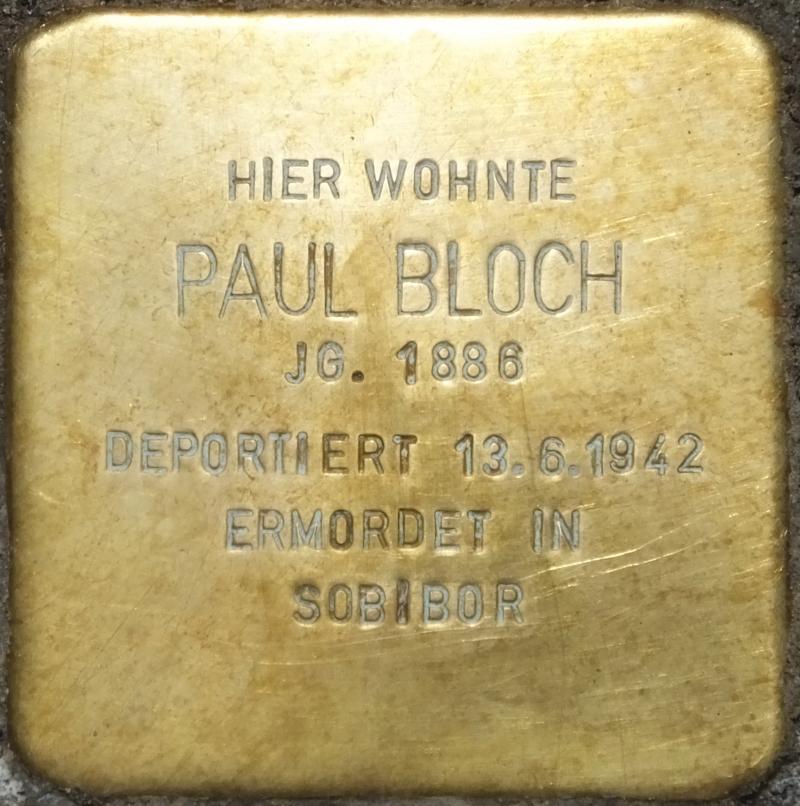 HIER WOHNTE
PAUL BLOCH
JG. 1886
DEPORTIERT 13.6.1942
ERMORDET IN
SOBIBOR